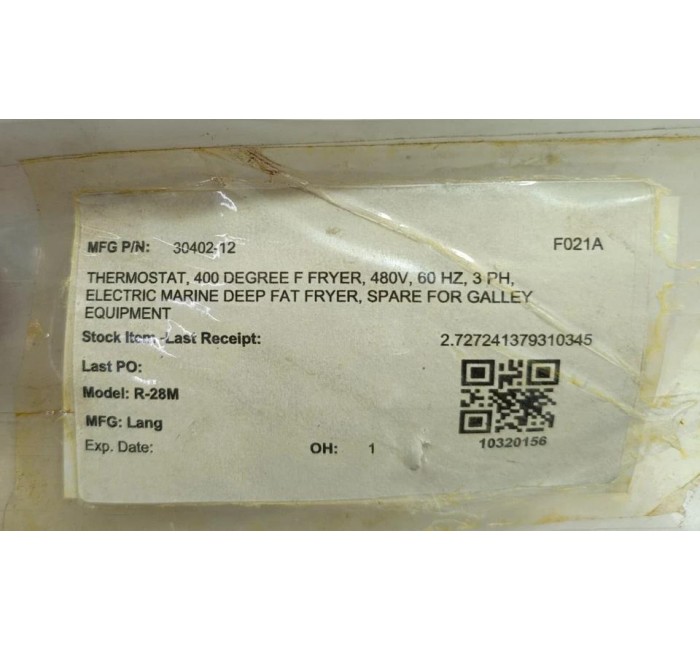 MFG P/N: 30402-12 F021A
THERMOSTAT, 400 DEGREE F FRYER, 480V, 60 HZ, 3 PH,
ELECTRIC MARINE DEEP FAT FRYER, SPARE FOR GALLEY
EQUIPMENT
Stock Item-Last Receipt: 2.727241379310345
Last PO:
Model: R-28M
MFG: Lang
10320156
Exp. Date: OH: 1